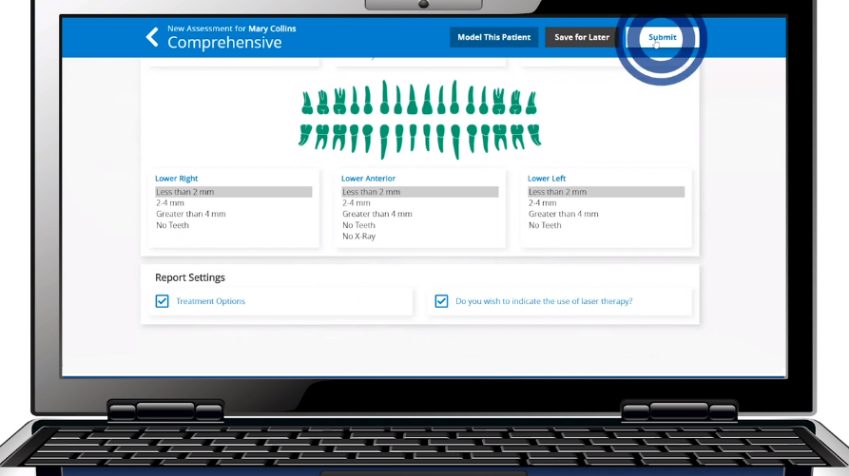 New Assessment for Mary Collins
Comprehensive
Model This Patient
Save for Later
Submit
Lower Right
Less than 2 mm
2-4 mm
Greater than 4 mm
No Teeth
Lower Anterior
Less than 2 mm
2-4 mm
Greater than 4 mm
No Teeth
No X-Ray
Lower Left
Less than 2 mm
2-4 mm
Greater than 4 mm
No Teeth
Report Settings
Treatment Options
Do you wish to indicate the use of laser therapy?